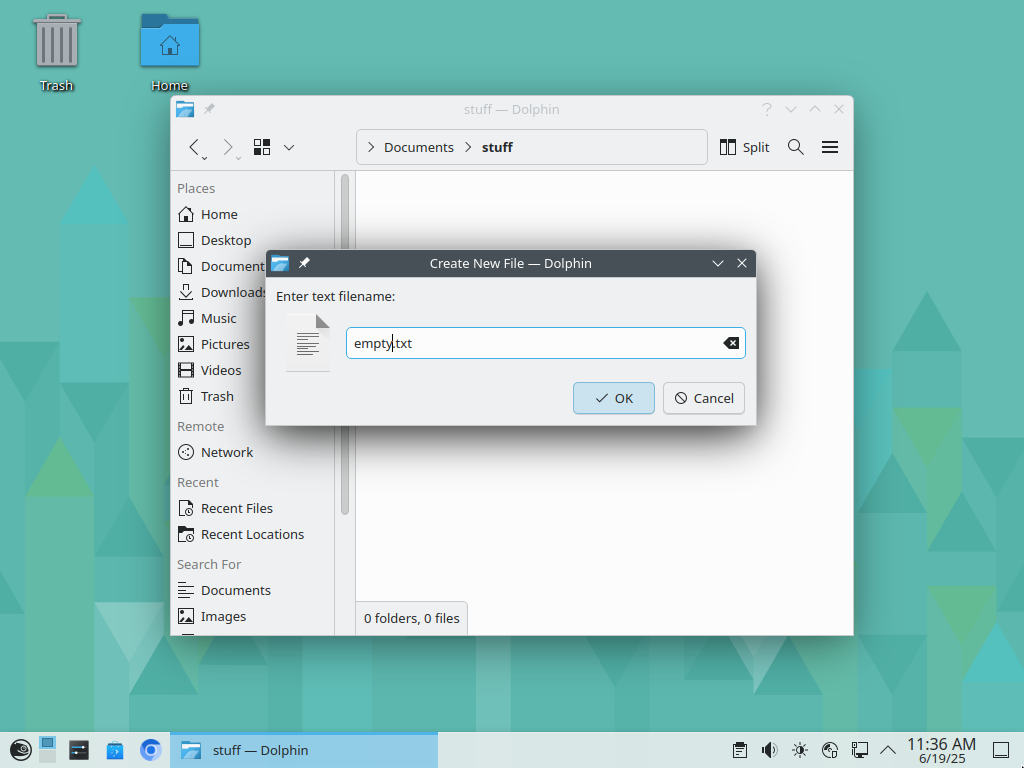 Trash
Home
stuff — Dolphin
Documents
stuff
Split
Places
Home
Desktop
Document
Downloads
Music
Pictures
Videos
Trash
Remote
Network
Recent
Recent Files
Recent Locations
Search For
Documents
Images
Create New File — Dolphin
Enter text filename:
empty.txt
OK
Cancel
0 folders, 0 files
stuff — Dolphin
11:36 AM
6/19/25